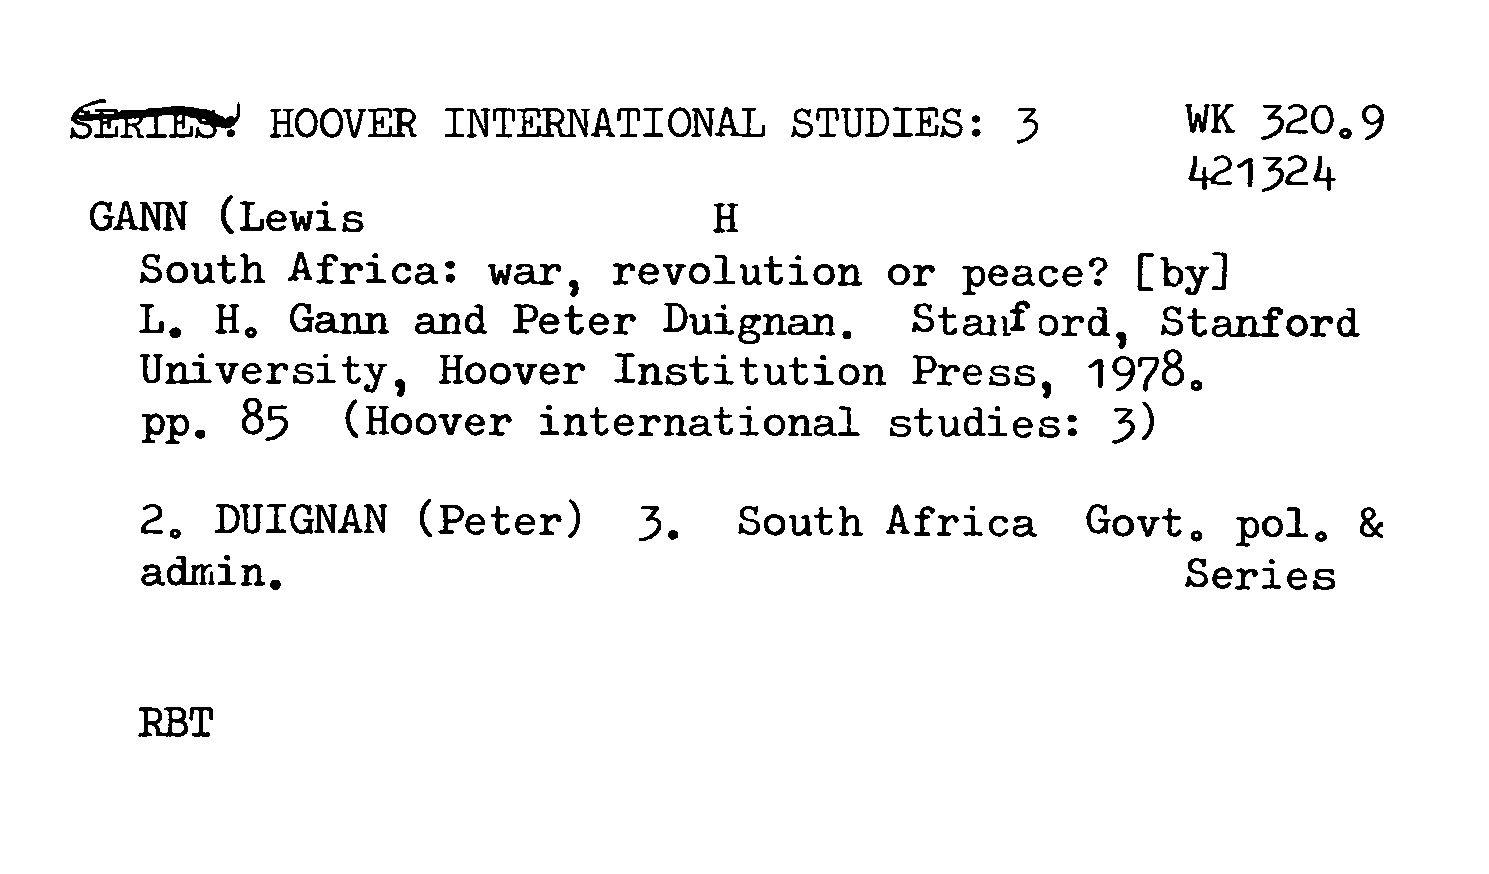 SERIES: HOOVER INTERNATIONAL STUDIES: 3 WK 320.9
421324
GANN (Lewis H
South Africa: war, revolution or peace? [by]
L. H. Gann and Peter Duignan. Stanford, Stanford
University, Hoover Institution Press, 1978.
pp. 85 (Hoover international studies: 3)
2. DUIGNAN (Peter) 3. South Africa Govt. pol. &
admin. Series
RBT